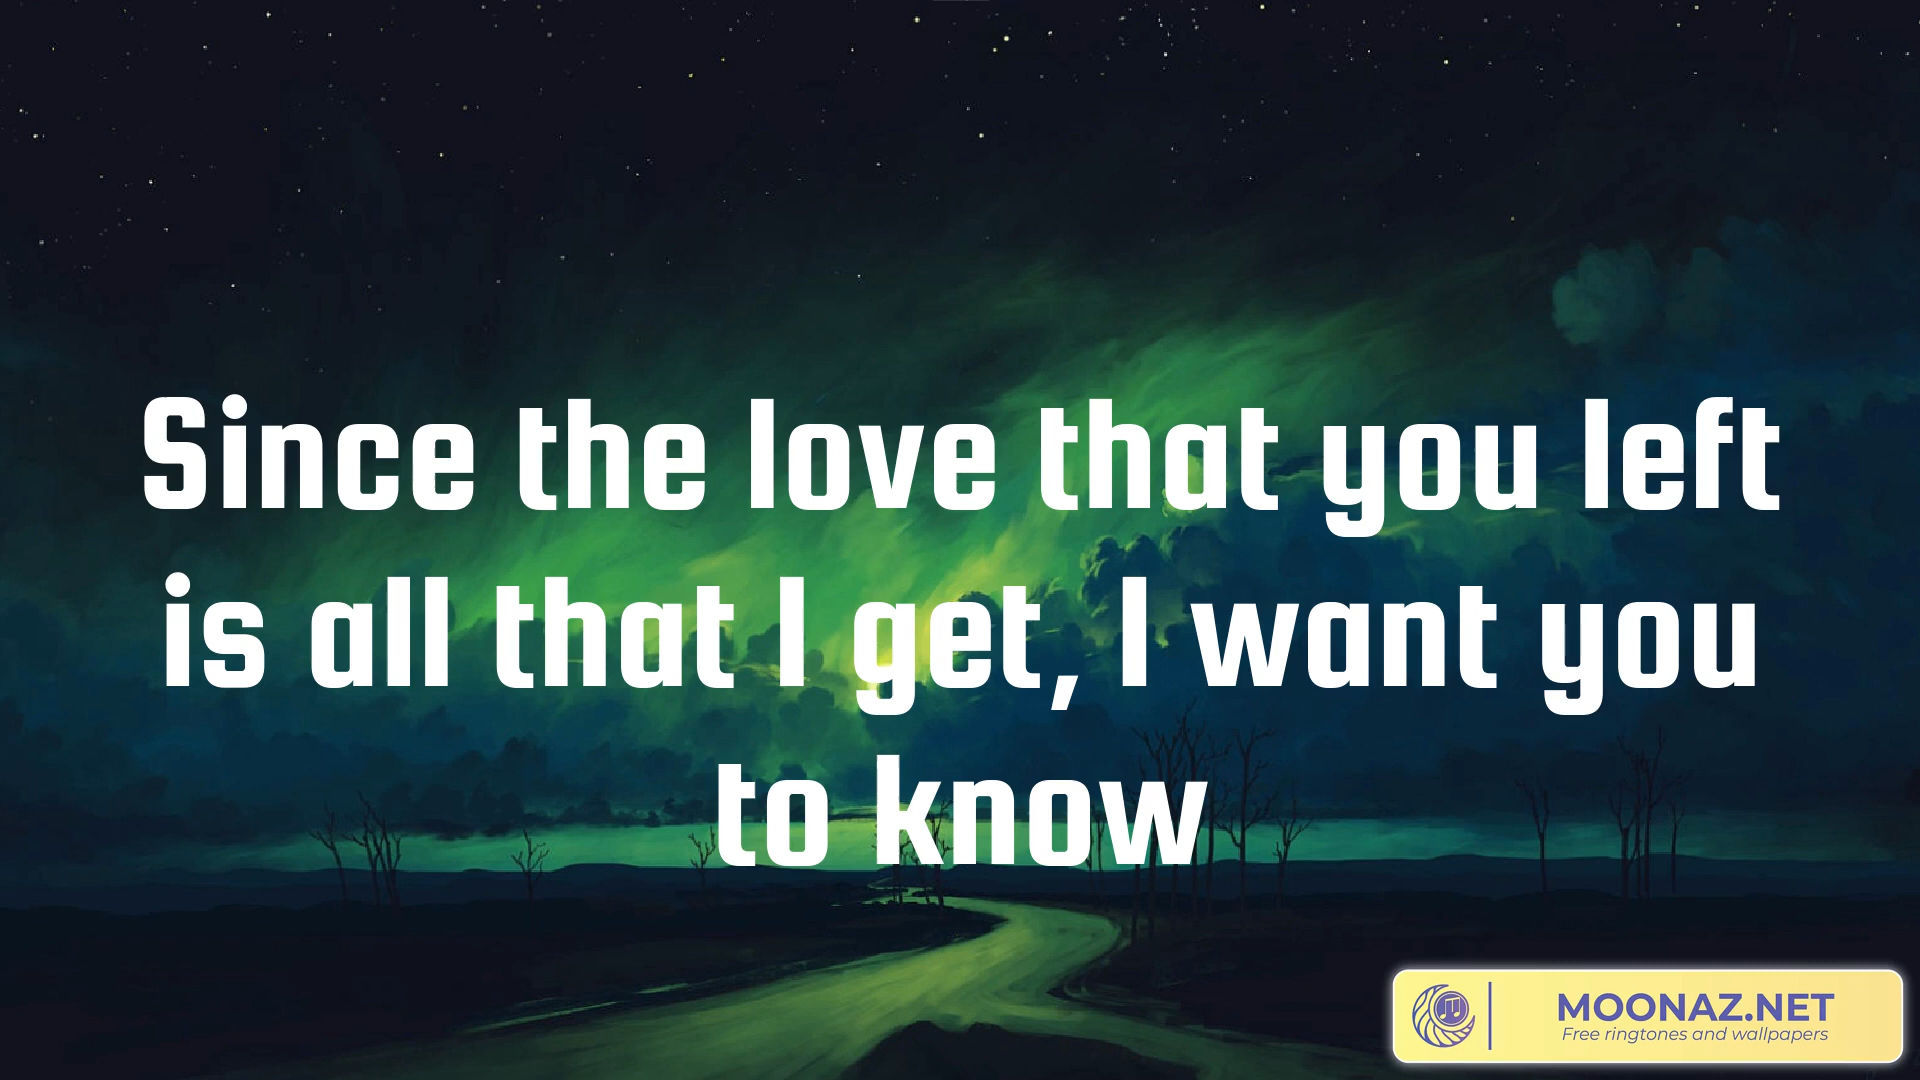 Since the love that you left
is all that I get, I want you
to know
MOONAZ.NET
Free ringtones and wallpapers